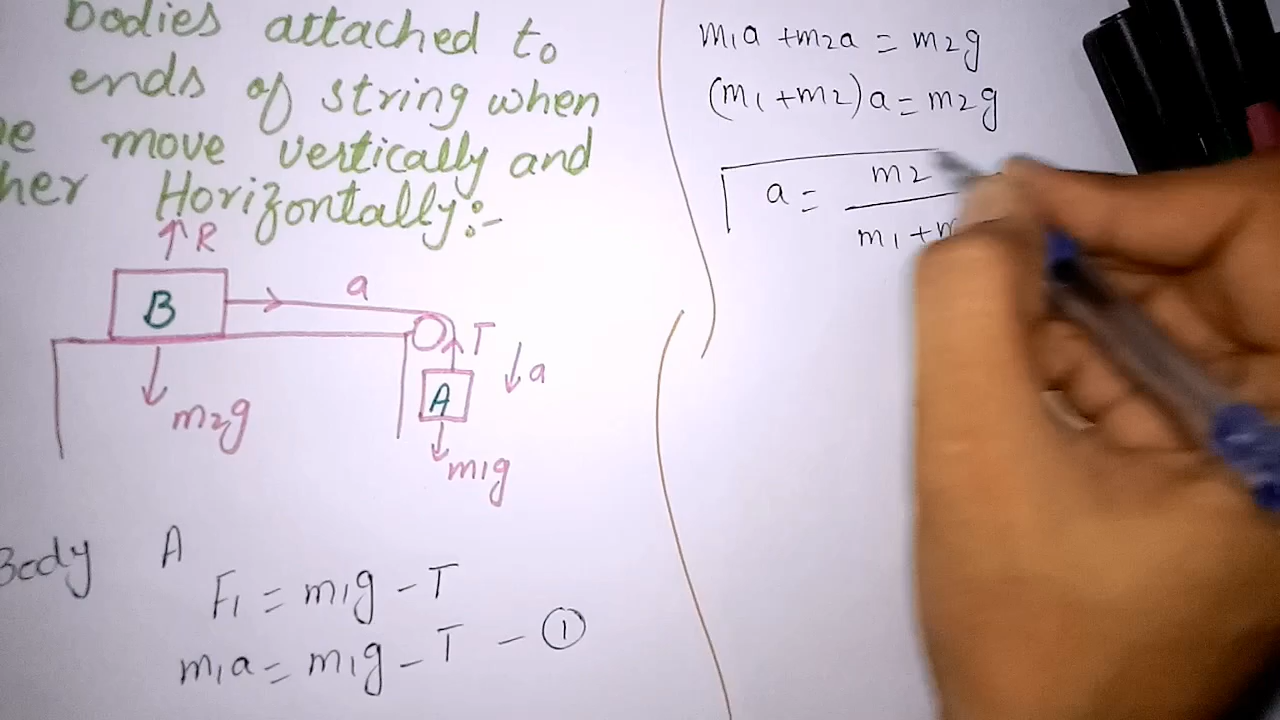 bodies attached to
ends of string when
move vertically and
Horizontally:-
R
B
a
T
a
A
m2g
m1g
Body A
F1 = m1g - T
m1a = m1g - T - ①
m1a + m2a = m2g
(m1 + m2)a = m2g
a = m2
m1 +